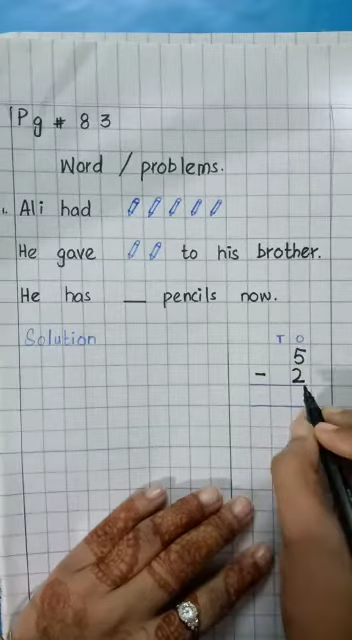 Pg # 83
Word / problems.
1. Ali had
He gave to his brother.
He has __ pencils now.
Solution
T O
5
- 2